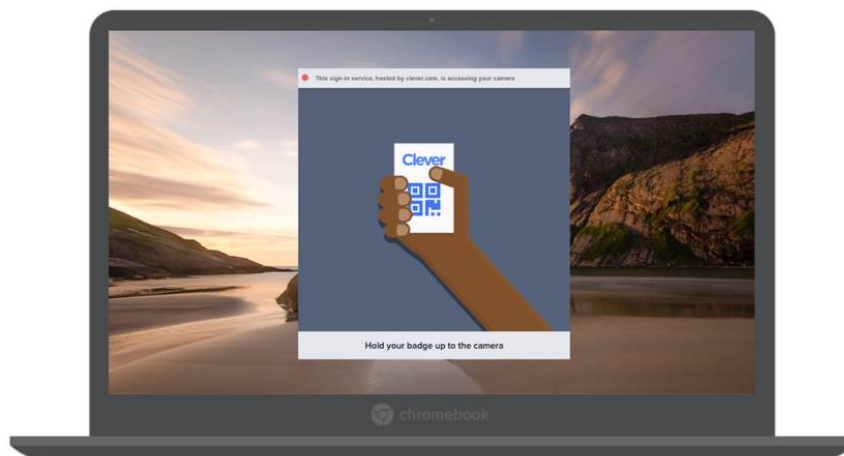 This sign-in service, hosted by clever.com, is accessing your camera
Clever
Hold your badge up to the camera
chromebook